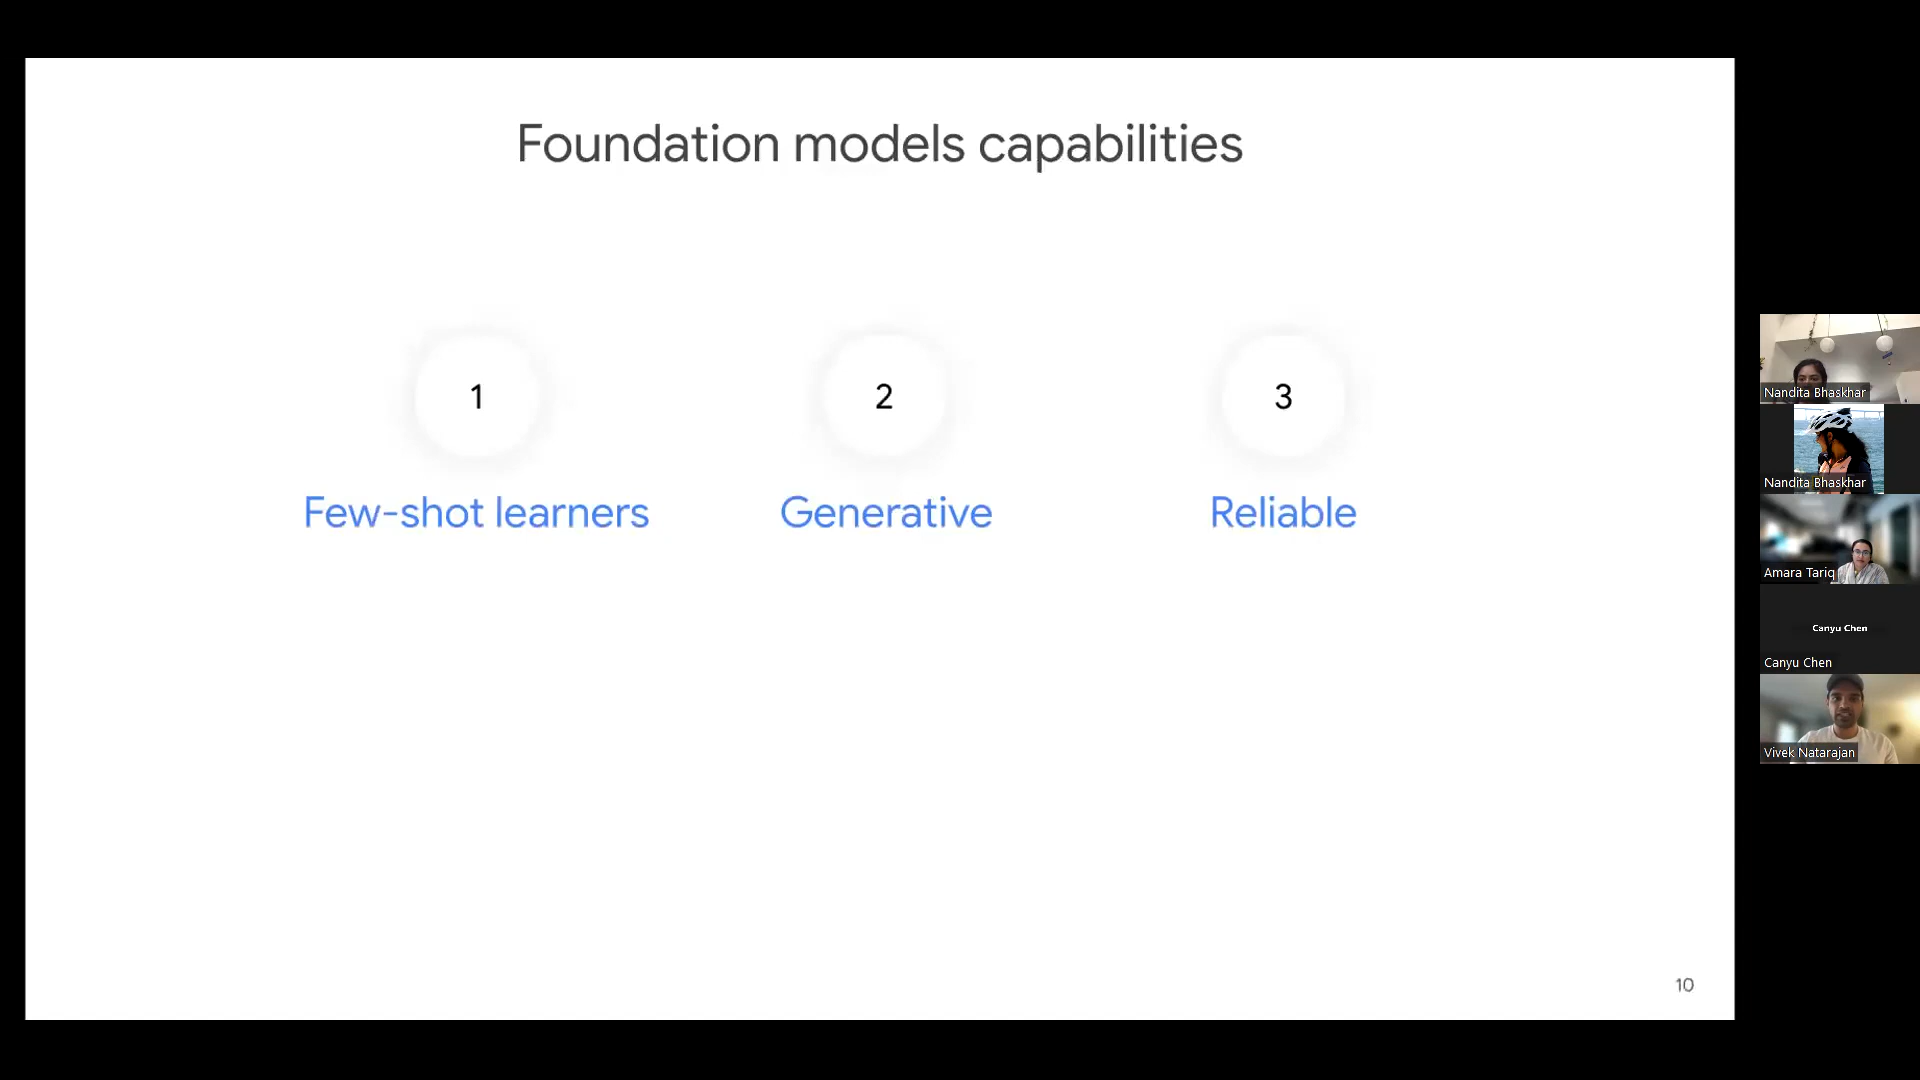 Foundation models capabilities
1
2
3
Few-shot learners
Generative
Reliable
10
Nandita Bhaskhar
Nandita Bhaskhar
Amara Tariq
Canyu Chen
Canyu Chen
Vivek Natarajan